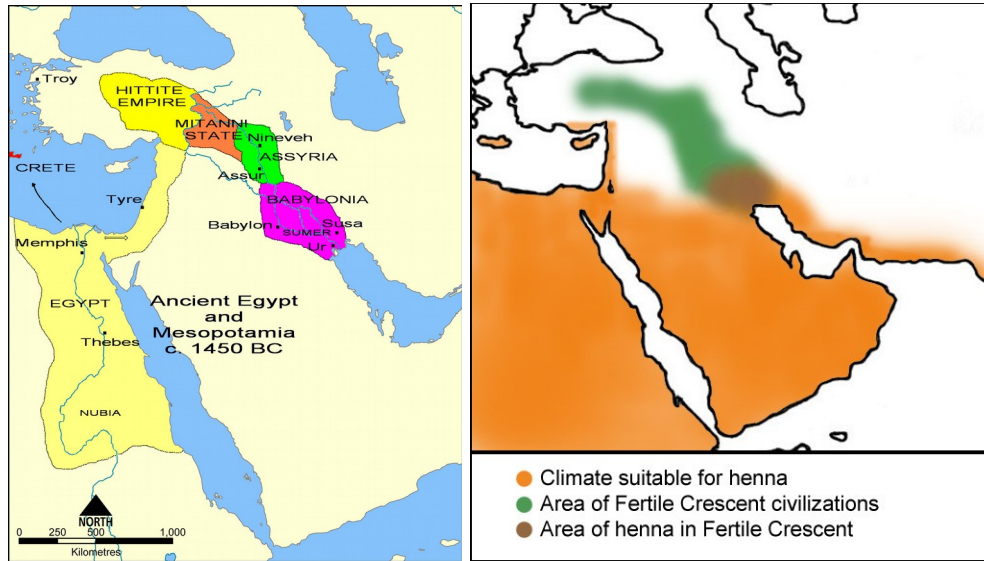 Troy
HITTITE
EMPIRE
MITANNI
STATE
Nineveh
ASSYRIA
Assur
CRETE
Tyre
BABYLONIA
Babylon
Susa
SUMER
Ur
Memphis
EGYPT
Ancient Egypt
and
Mesopotamia
c. 1450 BC
Thebes
NUBIA
NORTH
0 250 500 1,000
Kilometres
Climate suitable for henna
Area of Fertile Crescent civilizations
Area of henna in Fertile Crescent